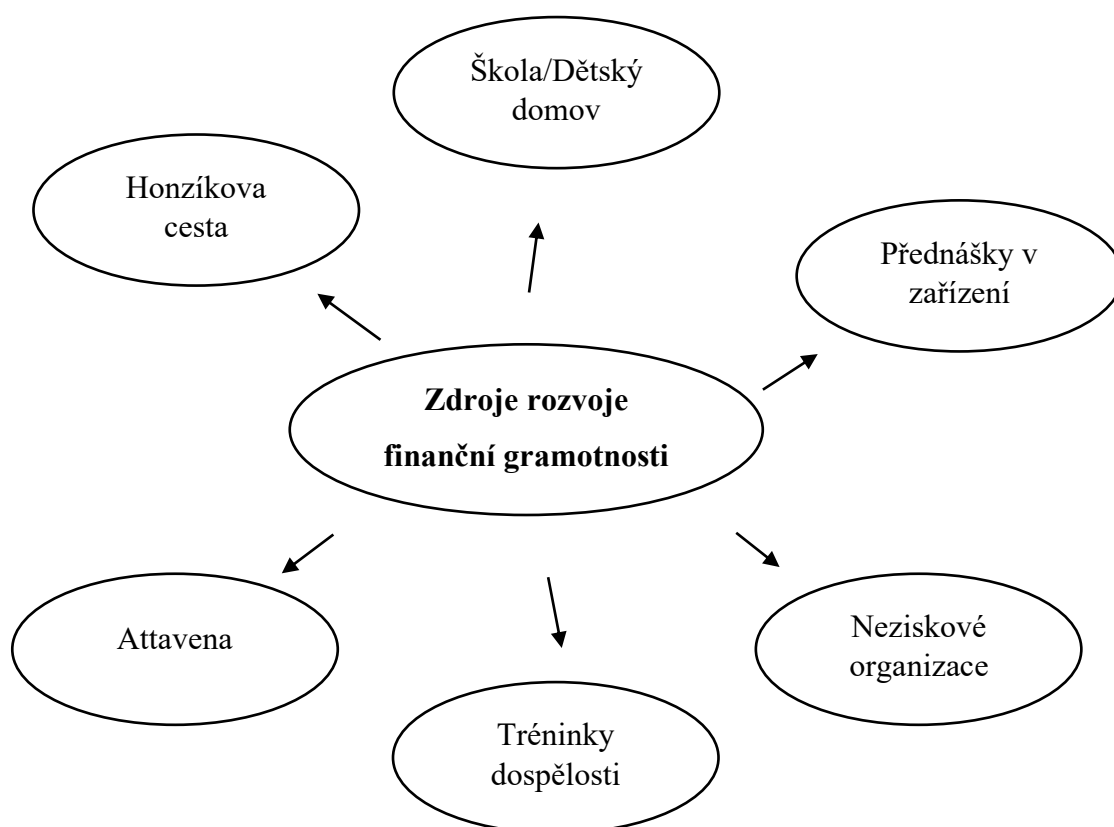 Škola/Dětský
domov
Honzíkova
cesta
Přednášky v
zařízení
Zdroje rozvoje
finanční gramotnosti
Attavena
Neziskové
organizace
Tréninky
dospělosti